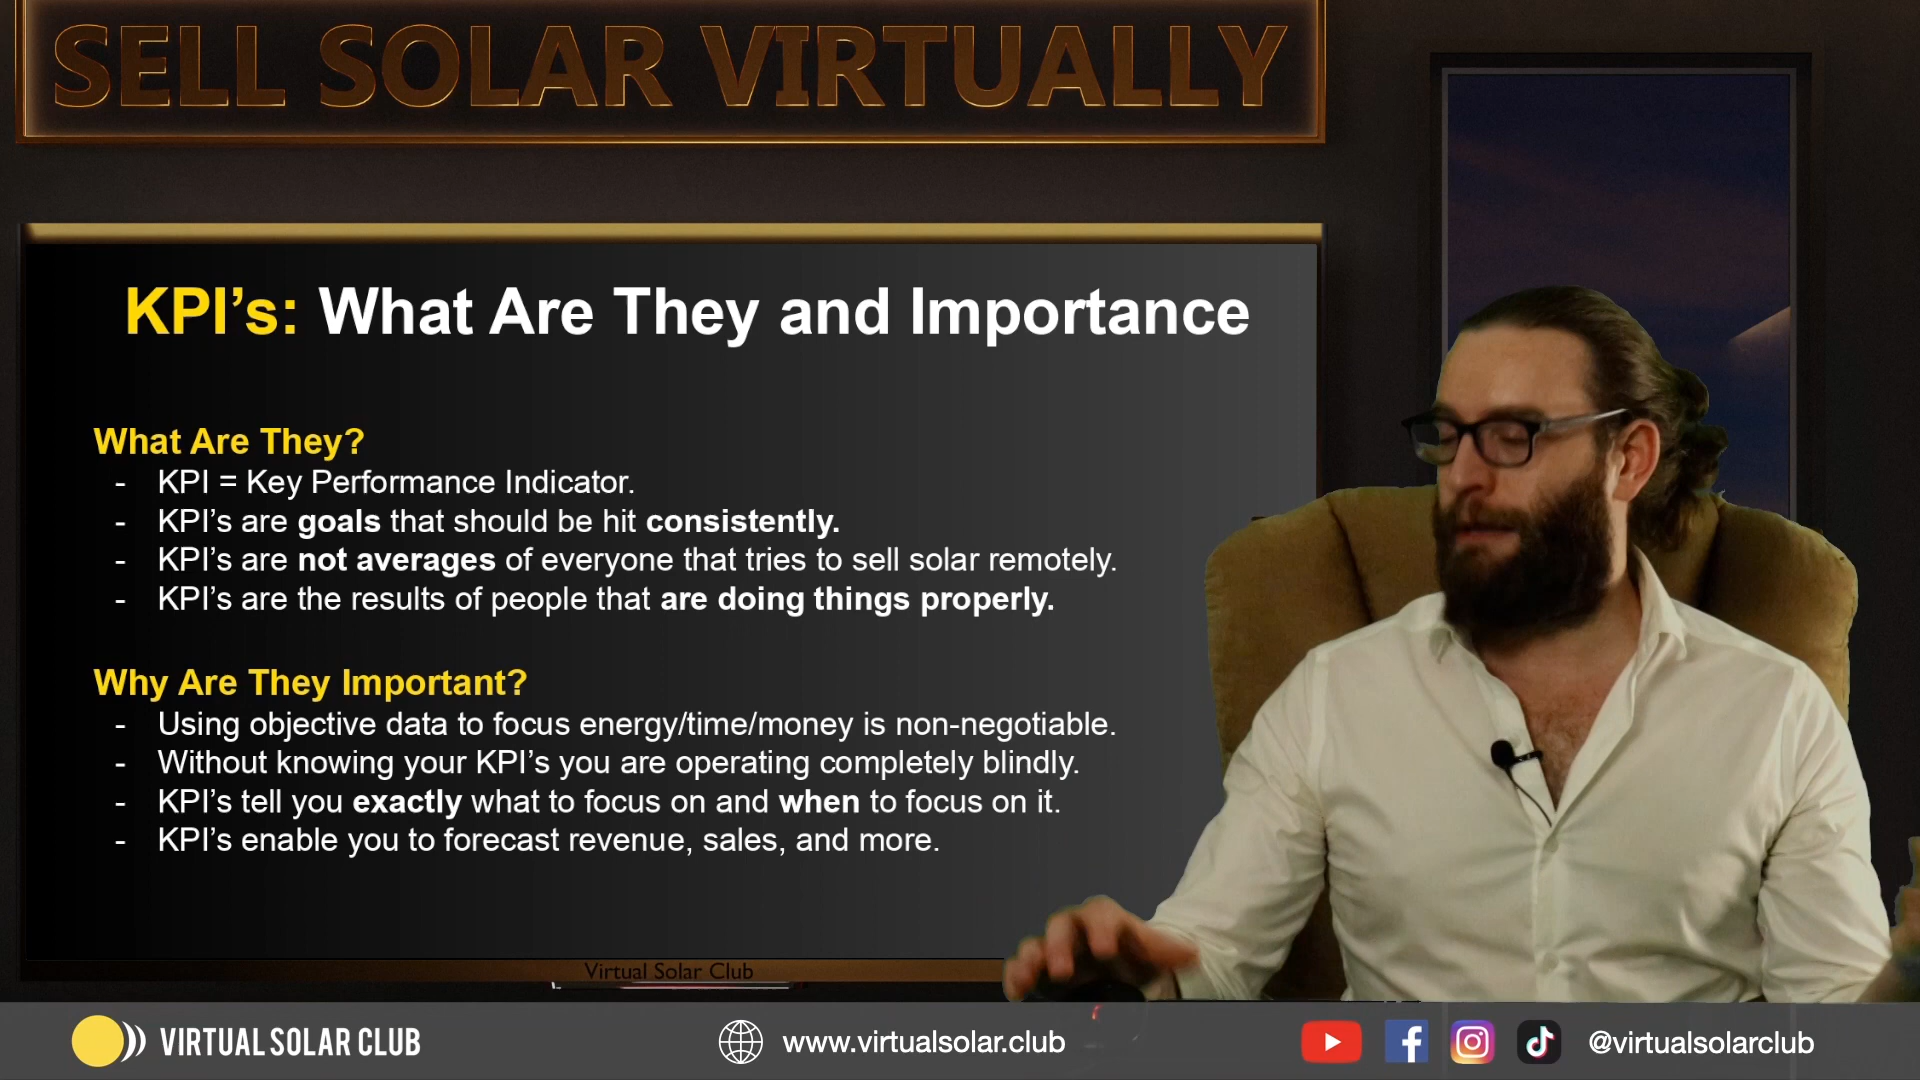 SELL SOLAR VIRTUALLY
KPI’s: What Are They and Importance
What Are They?
- KPI = Key Performance Indicator.
- KPI’s are goals that should be hit consistently.
- KPI’s are not averages of everyone that tries to sell solar remotely.
- KPI’s are the results of people that are doing things properly.
Why Are They Important?
- Using objective data to focus energy/time/money is non-negotiable.
- Without knowing your KPI’s you are operating completely blindly.
- KPI’s tell you exactly what to focus on and when to focus on it.
- KPI’s enable you to forecast revenue, sales, and more.
Virtual Solar Club
VIRTUAL SOLAR CLUB
www.virtualsolar.club
@virtualsolarclub